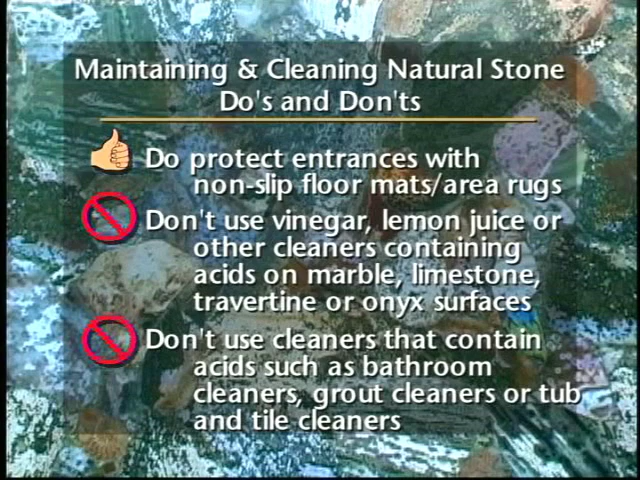 Maintaining & Cleaning Natural Stone
Do's and Don'ts
Do protect entrances with
non-slip floor mats/area rugs
Don't use vinegar, lemon juice or
other cleaners containing
acids on marble, limestone,
travertine or onyx surfaces
Don't use cleaners that contain
acids such as bathroom
cleaners, grout cleaners or tub
and tile cleaners